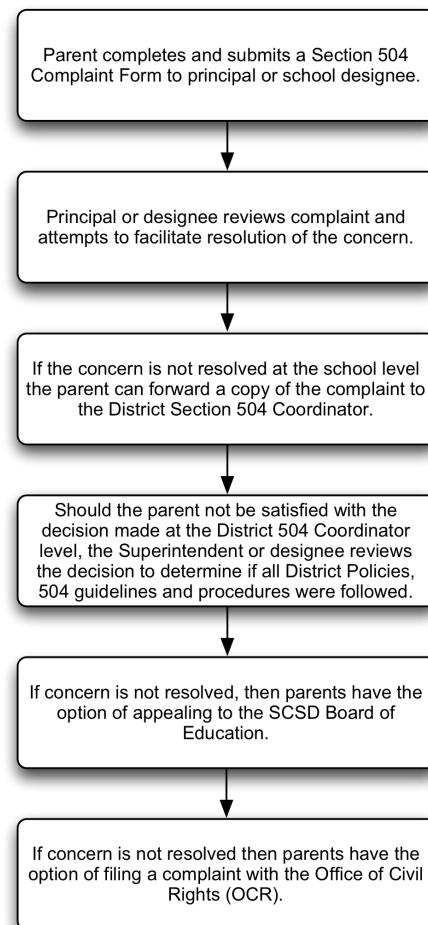 Parent completes and submits a Section 504
Complaint Form to principal or school designee.
Principal or designee reviews complaint and
attempts to facilitate resolution of the concern.
If the concern is not resolved at the school level
the parent can forward a copy of the complaint to
the District Section 504 Coordinator.
Should the parent not be satisfied with the
decision made at the District 504 Coordinator
level, the Superintendent or designee reviews
the decision to determine if all District Policies,
504 guidelines and procedures were followed.
If concern is not resolved, then parents have the
option of appealing to the SCSD Board of
Education.
If concern is not resolved then parents have the
option of filing a complaint with the Office of Civil
Rights (OCR).